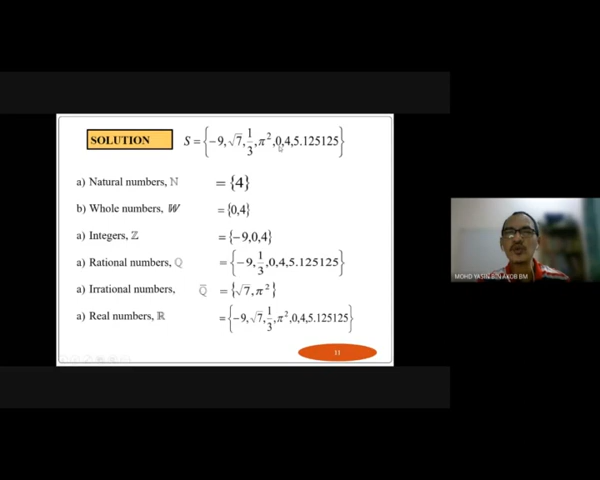 SOLUTION S = {−9, √7, 1/3, π², 0, 4, 5.125125}
a) Natural numbers, ℕ = {4}
b) Whole numbers, W = {0,4}
a) Integers, ℤ = {−9,0,4}
a) Rational numbers, ℚ = {−9, 1/3, 0, 4, 5.125125}
a) Irrational numbers, ℚ̅ = {√7, π²}
a) Real numbers, ℝ = {−9, √7, 1/3, π², 0, 4, 5.125125}
11
MOHD YASIN BIN AKOB BM